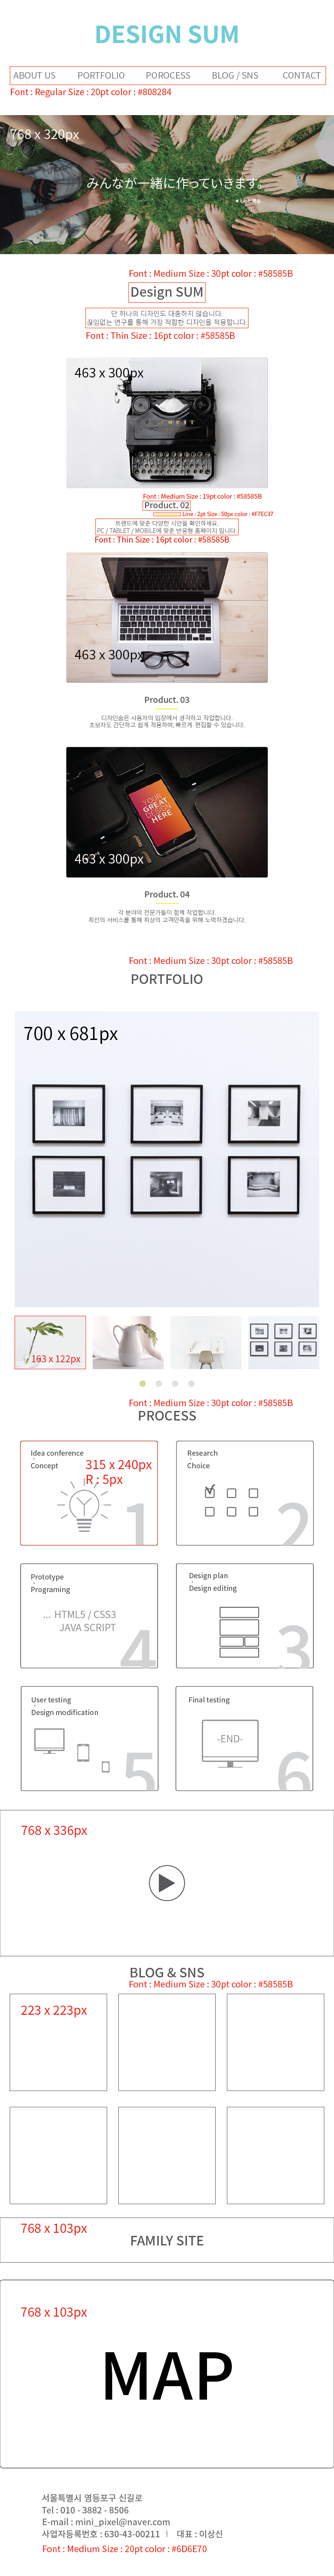 DESIGN SUM
ABOUT US PORTFOLIO POROCESS BLOG / SNS CONTACT
Font : Regular Size : 20pt color : #808284
768 x 320px
みんなが一緒に作っていきます。
Font : Medium Size : 30pt color : #58585B
Design SUM
단 하나의 디자인도 대충하지 않습니다.
끊임없는 연구를 통해 가장 적합한 디자인을 적용합니다.
Font : Thin Size : 16pt color : #58585B
463 x 300px
Font : Medium Size : 19pt color : #58585B
Product. 02
Line : 2pt Size : 50px color : #F7EC37
트렌드에 맞춘 다양한 시안을 확인하세요.
PC / TABLET / MOBILE에 맞춘 반응형 홈페이지 입니다.
Font : Thin Size : 16pt color : #58585B
463 x 300px
Product. 03
디자인숨은 사용자의 입장에서 생각하고 작업합니다.
초보자도 간단하고 쉽게 적용하며, 빠르게 편집할 수 있습니다.
YOUR
GREAT
DESIGN
HERE
463 x 300px
Product. 04
각 분야의 전문가들이 함께 작업합니다.
최선의 서비스를 통해 최상의 고객만족을 위해 노력하겠습니다.
Font : Medium Size : 30pt color : #58585B
PORTFOLIO
700 x 681px
163 x 122px
Font : Medium Size : 30pt color : #58585B
PROCESS
Idea conference
Concept
315 x 240px
R : 5px
1
Research
Choice
2
Prototype
Programing
... HTML5 / CSS3
JAVA SCRIPT
4
Design plan
Design editing
3
User testing
Design modification
5
Final testing
-END-
6
768 x 336px
BLOG & SNS
Font : Medium Size : 30pt color : #58585B
223 x 223px
768 x 103px
FAMILY SITE
768 x 103px
MAP
서울특별시 영등포구 신길로
Tel : 010 - 3882 - 8506
E-mail : mini_pixel@naver.com
사업자등록번호 : 630-43-00211 | 대표 : 이상신
Font : Medium Size : 20pt color : #6D6E70